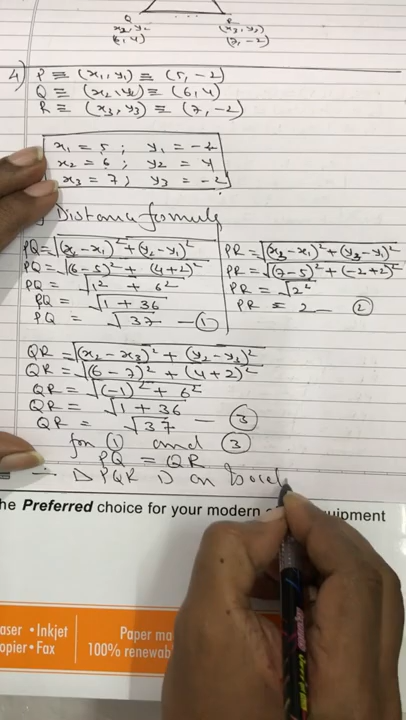 Q R
x₂, y₂ (x₃, y₃)
(6, 4) (7, -2)
4) P ≡ (x₁, y₁) ≡ (5, -2)
Q ≡ (x₂, y₂) ≡ (6, 4)
R ≡ (x₃, y₃) ≡ (7, -2)
x₁ = 5 ; y₁ = -2
x₂ = 6 ; y₂ = 4
x₃ = 7 ; y₃ = -2
Distance formula
PQ = √(x₂-x₁)² + (y₂-y₁)²
PQ = √(6-5)² + (4+2)²
PQ = √1² + 6²
PQ = √1 + 36
PQ = √37 — ①
PR = √(x₃-x₁)² + (y₃-y₁)²
PR = √(7-5)² + (-2+2)²
PR = √2²
PR = 2 — ②
QR = √(x₂-x₃)² + (y₂-y₃)²
QR = √(6-7)² + (4+2)²
QR = √(-1)² + 6²
QR = √1 + 36
QR = √37 — ③
from ① and ③
PQ = QR
∴ Δ PQR is an Isocel
he Preferred choice for your modern uipment
aser • Inkjet
opier • Fax
Paper ma
100% renewab